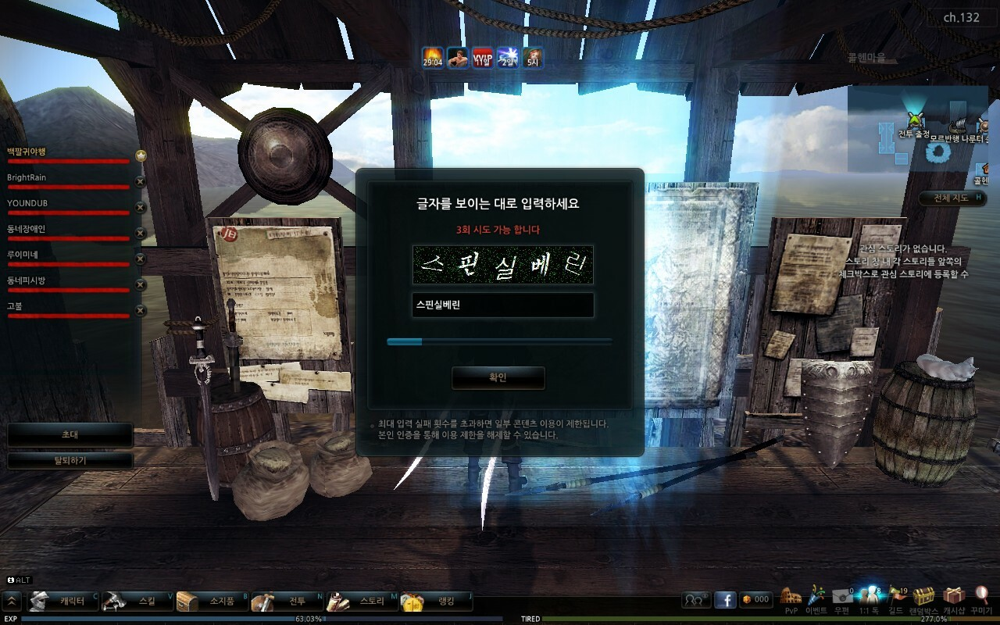 ch.132
콜헨마을
29:04
VVIP
11일
2일
5시
전투 출정
모르반행 나루터
콜헨
전체 지도 H
백팔귀야행
BrightRain
YOUNDUB
동네장애인
루이미네
동네피시방
고불
초대
탈퇴하기
글자를 보이는 대로 입력하세요
3회 시도 가능 합니다
스핀실베린
스핀실베린
확인
최대 입력 실패 횟수를 초과하면 일부 콘텐츠 이용이 제한됩니다.
본인 인증을 통해 이용 제한을 해제할 수 있습니다.
관심 스토리가 없습니다.
스토리 창 내 각 스토리들 앞쪽의
체크박스로 관심 스토리에 등록할 수
ALT
캐릭터 C
스킬 V
소지품 B
전투 N
스토리 M
랭킹 J
f
000
PvP
이벤트
0
우편
8
1:1 톡
19
길드
랜덤박스
캐시샵
꾸미기
EXP 63.03%
TIRED 277.0%